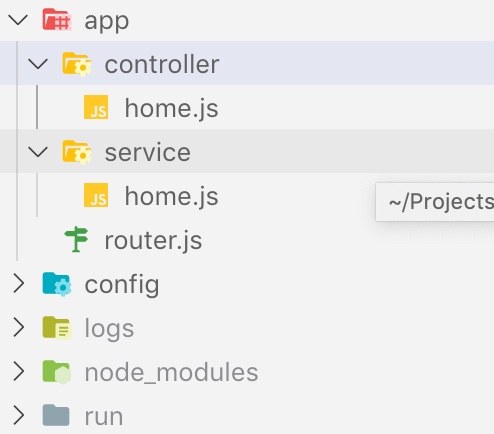 app
controller
JS home.js
service
JS home.js
~/Projects
router.js
config
logs
node_modules
run